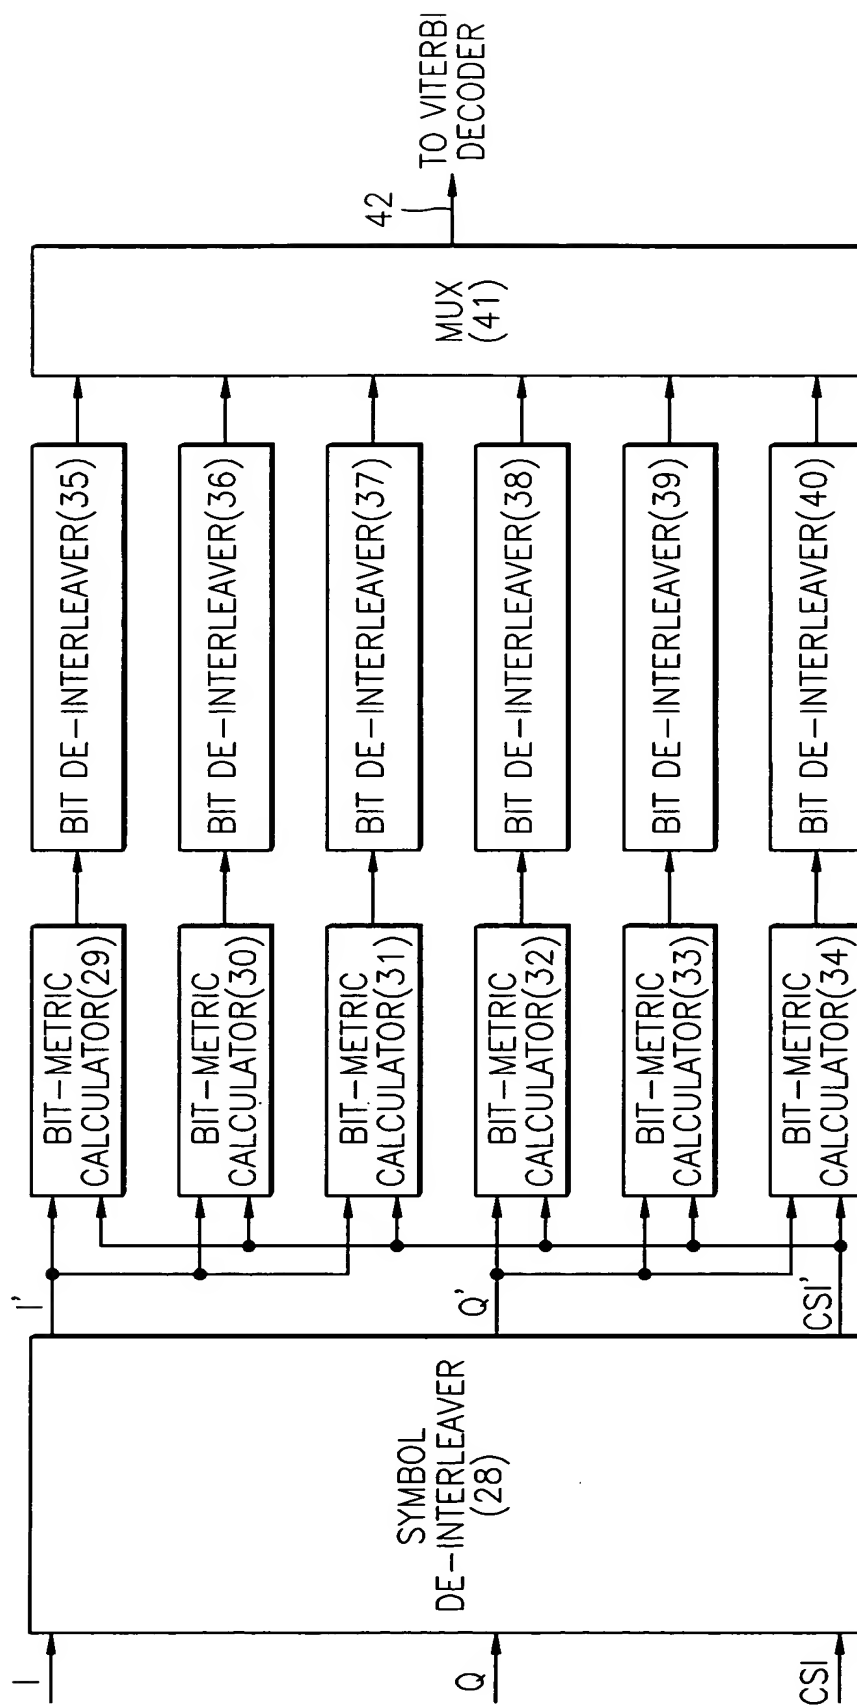 I
Q
CSI
SYMBOL
DE-INTERLEAVER
(28)
I'
Q'
CSI'
BIT-METRIC
CALCULATOR(29)
BIT-METRIC
CALCULATOR(30)
BIT-METRIC
CALCULATOR(31)
BIT-METRIC
CALCULATOR(32)
BIT-METRIC
CALCULATOR(33)
BIT-METRIC
CALCULATOR(34)
BIT DE-INTERLEAVER(35)
BIT DE-INTERLEAVER(36)
BIT DE-INTERLEAVER(37)
BIT DE-INTERLEAVER(38)
BIT DE-INTERLEAVER(39)
BIT DE-INTERLEAVER(40)
MUX
(41)
42
TO VITERBI
DECODER